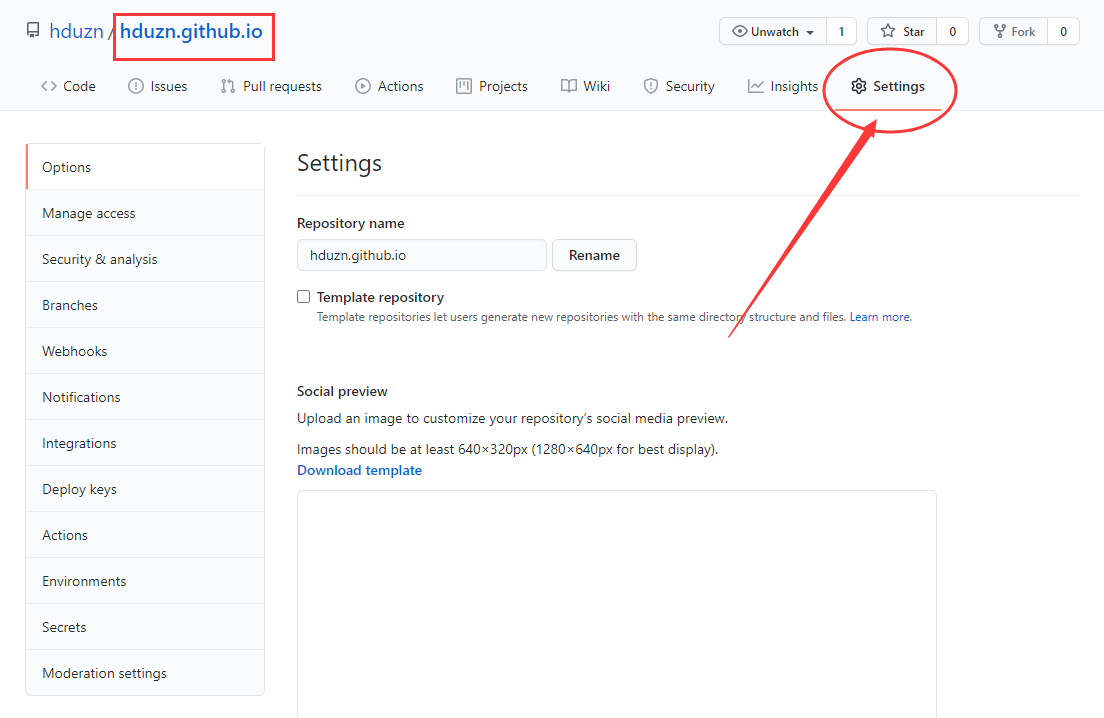 hduzn / hduzn.github.io
Unwatch 1 Star 0 Fork 0
Code Issues Pull requests Actions Projects Wiki Security Insights Settings
Options
Manage access
Security & analysis
Branches
Webhooks
Notifications
Integrations
Deploy keys
Actions
Environments
Secrets
Moderation settings
Settings
Repository name
hduzn.github.io Rename
Template repository
Template repositories let users generate new repositories with the same directory structure and files. Learn more.
Social preview
Upload an image to customize your repository’s social media preview.
Images should be at least 640×320px (1280×640px for best display).
Download template